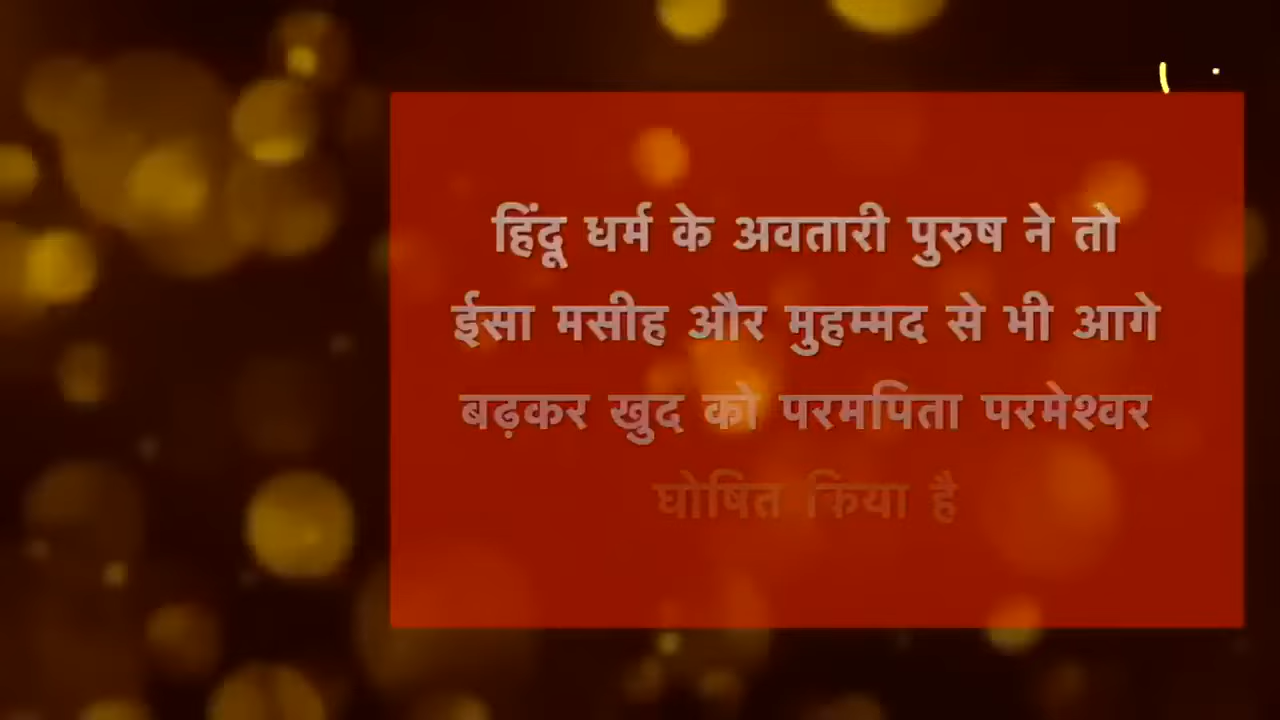 हिंदू धर्म के अवतारी पुरुष ने तो
ईसा मसीह और मुहम्मद से भी आगे
बढ़कर खुद को परमपिता परमेश्वर
घोषित किया है